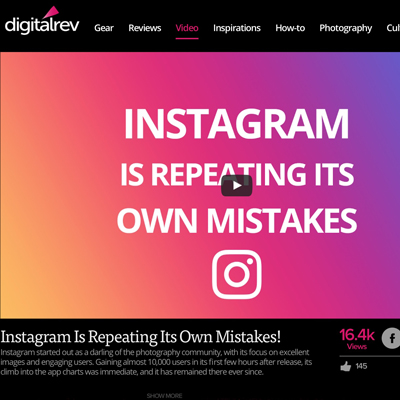 digitalrev
Gear Reviews Video Inspirations How-to Photography Cul
INSTAGRAM
IS REPEATING ITS
OWN MISTAKES
Instagram Is Repeating Its Own Mistakes!
16.4k
Views
Instagram started out as a darling of the photography community, with its focus on excellent
images and engaging users. Gaining almost 10,000 users in its first few hours after release, its
climb into the app charts was immediate, and it has remained there ever since.
145
SHOW MORE